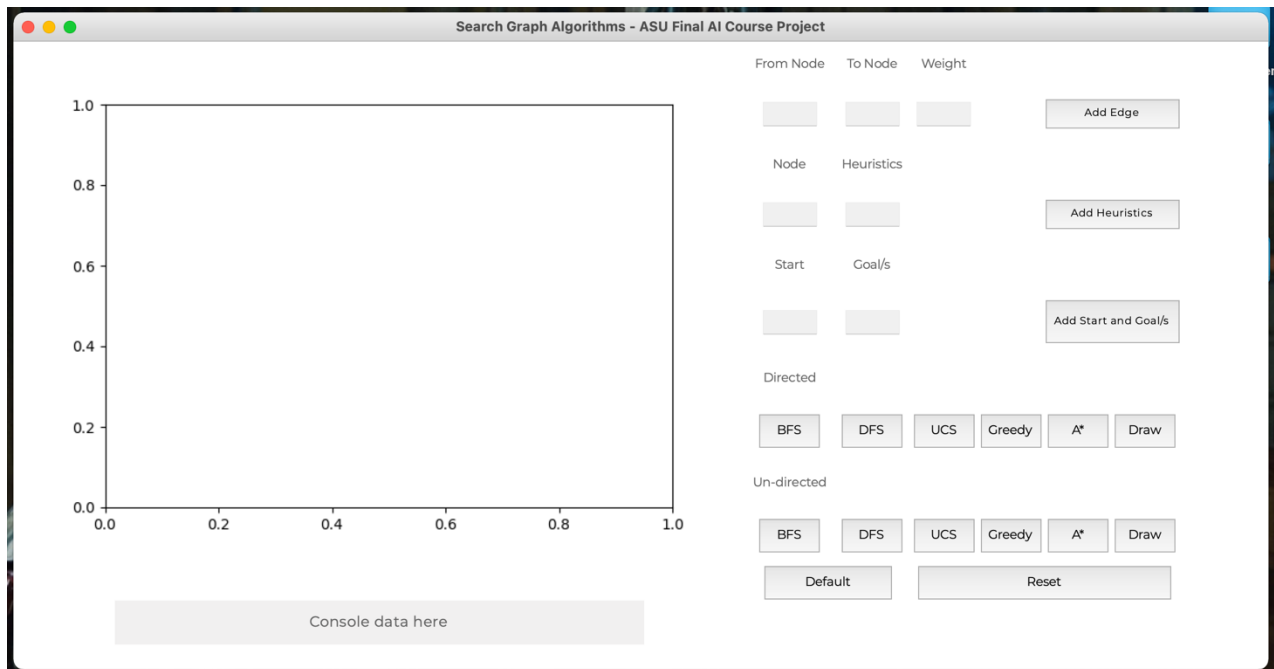 Search Graph Algorithms - ASU Final AI Course Project
From Node To Node Weight
1.0
Add Edge
Node Heuristics
0.8
Add Heuristics
0.6
Start Goal/s
Add Start and Goal/s
0.4
Directed
0.2
BFS DFS UCS Greedy A* Draw
Un-directed
0.0
0.0 0.2 0.4 0.6 0.8 1.0
BFS DFS UCS Greedy A* Draw
Default Reset
Console data here